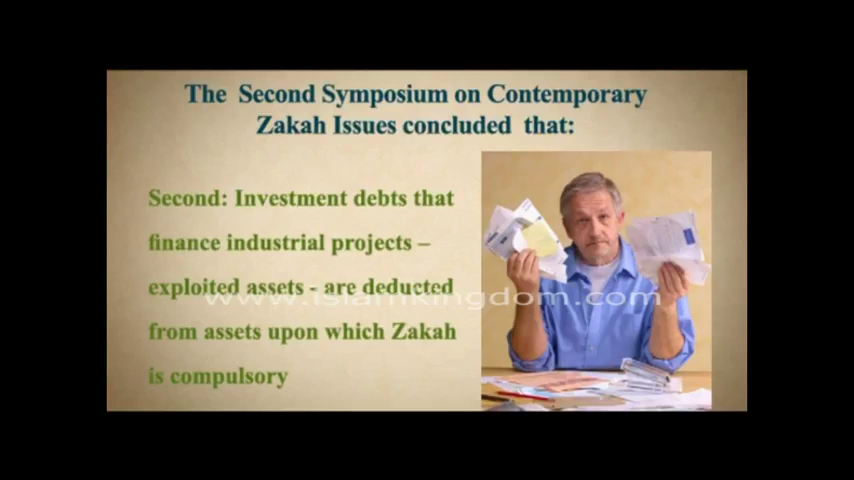 The Second Symposium on Contemporary
Zakah Issues concluded that:
Second: Investment debts that
finance industrial projects –
exploited assets - are deducted
www.islamkingdom.com
from assets upon which Zakah
is compulsory